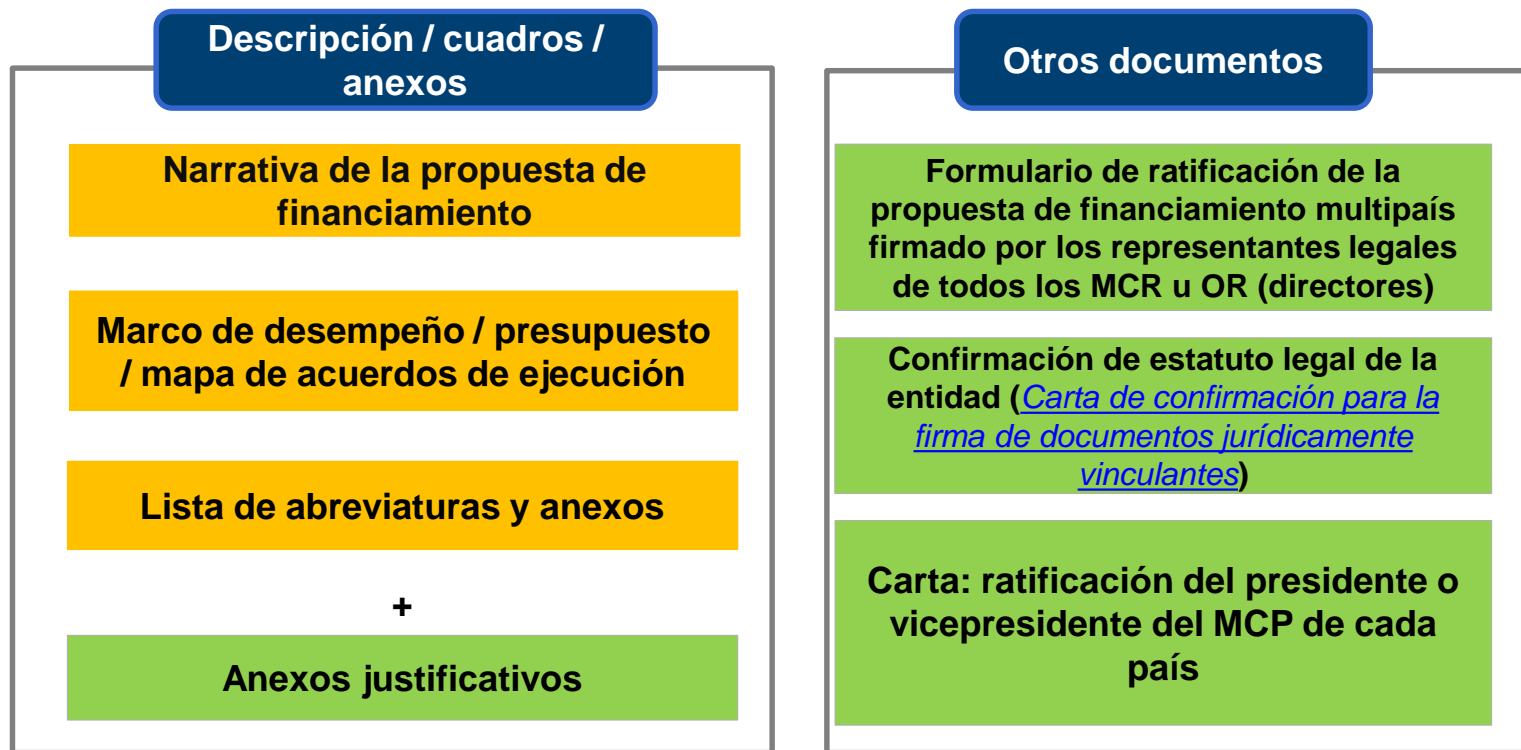 Descripción / cuadros /
anexos
Narrativa de la propuesta de
financiamiento
Marco de desempeño / presupuesto
/ mapa de acuerdos de ejecución
Lista de abreviaturas y anexos
+
Anexos justificativos
Otros documentos
Formulario de ratificación de la
propuesta de financiamiento multipaís
firmado por los representantes legales
de todos los MCR u OR (directores)
Confirmación de estatuto legal de la
entidad (Carta de confirmación para la
firma de documentos jurídicamente
vinculantes)
Carta: ratificación del presidente o
vicepresidente del MCP de cada
país